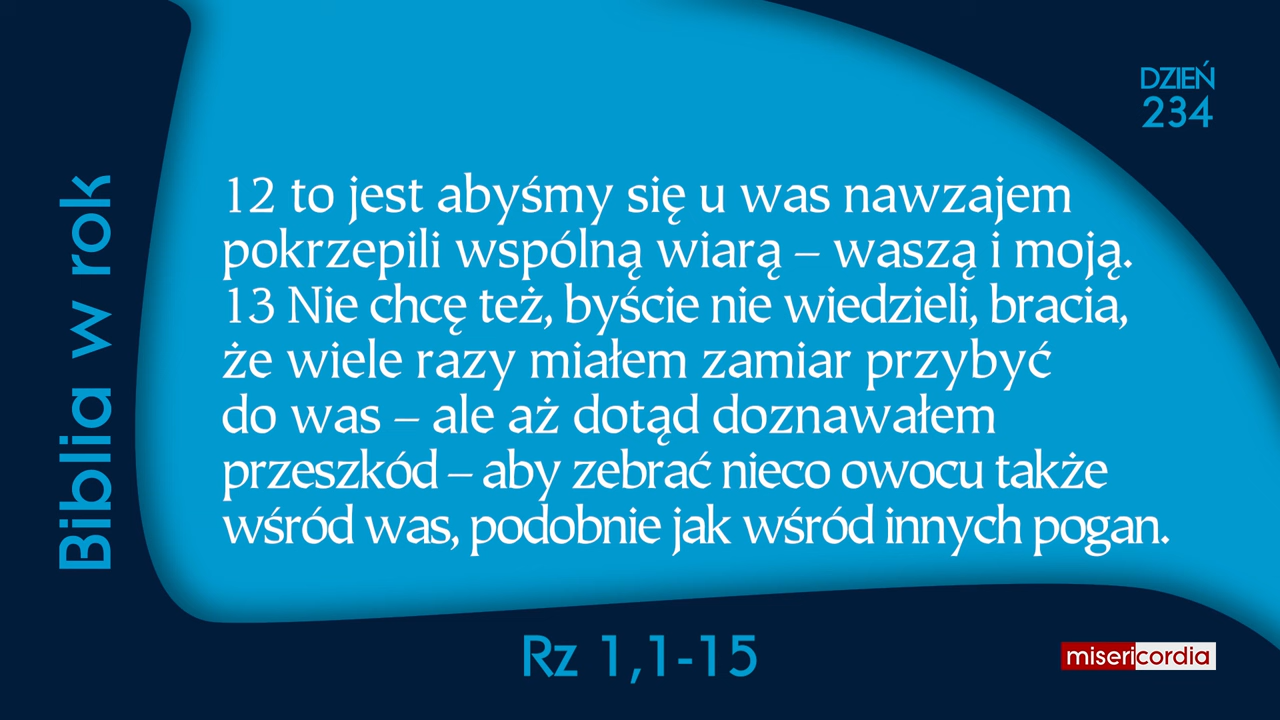 DZIEŃ
234
Biblia w rok
12 to jest abyśmy się u was nawzajem
pokrzepili wspólną wiarą – waszą i moją.
13 Nie chcę też, byście nie wiedzieli, bracia,
że wiele razy miałem zamiar przybyć
do was – ale aż dotąd doznawałem
przeszkód – aby zebrać nieco owocu także
wśród was, podobnie jak wśród innych pogan.
Rz 1,1-15
misericordia